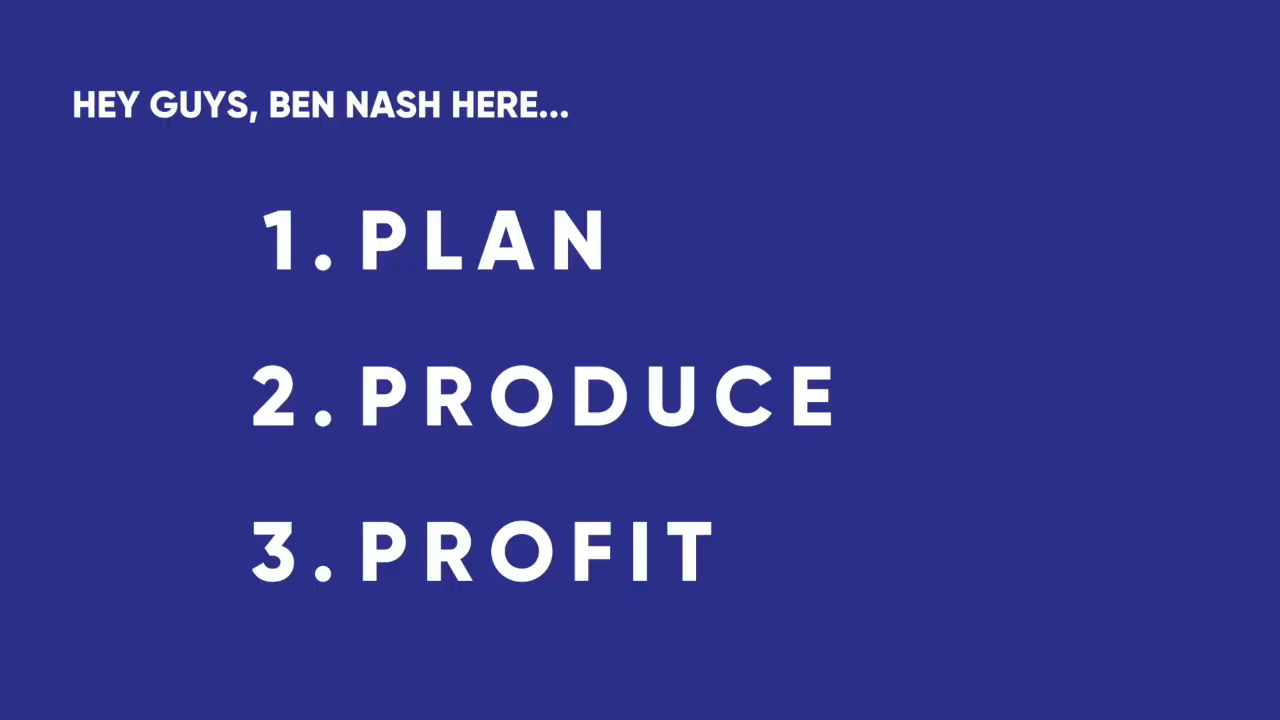 HEY GUYS, BEN NASH HERE...
1. PLAN
2. PRODUCE
3. PROFIT